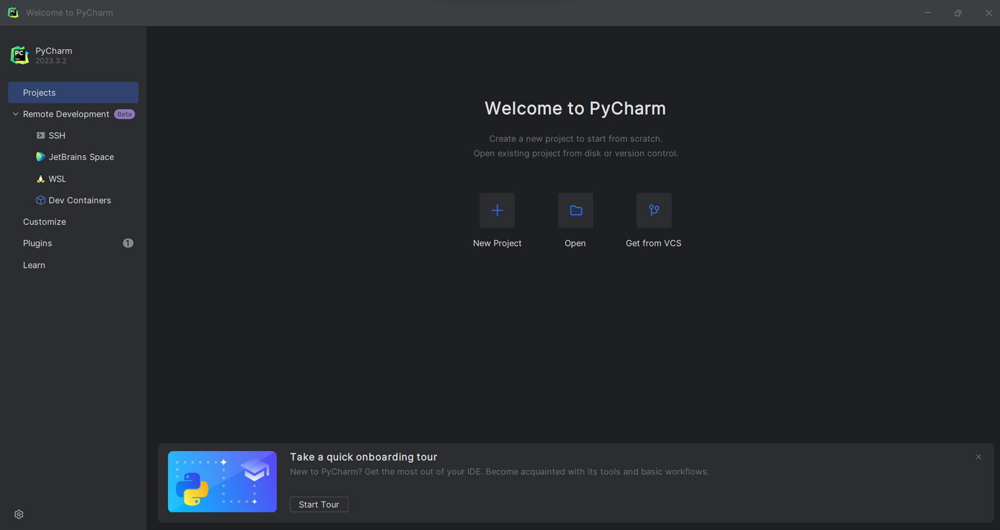 Welcome to PyCharm
PyCharm
2023.3.2
Projects
Remote Development Beta
SSH
JetBrains Space
WSL
Dev Containers
Customize
Plugins 1
Learn
Welcome to PyCharm
Create a new project to start from scratch.
Open existing project from disk or version control.
New Project Open Get from VCS
Take a quick onboarding tour
New to PyCharm? Get the most out of your IDE. Become acquainted with its tools and basic workflows.
Start Tour